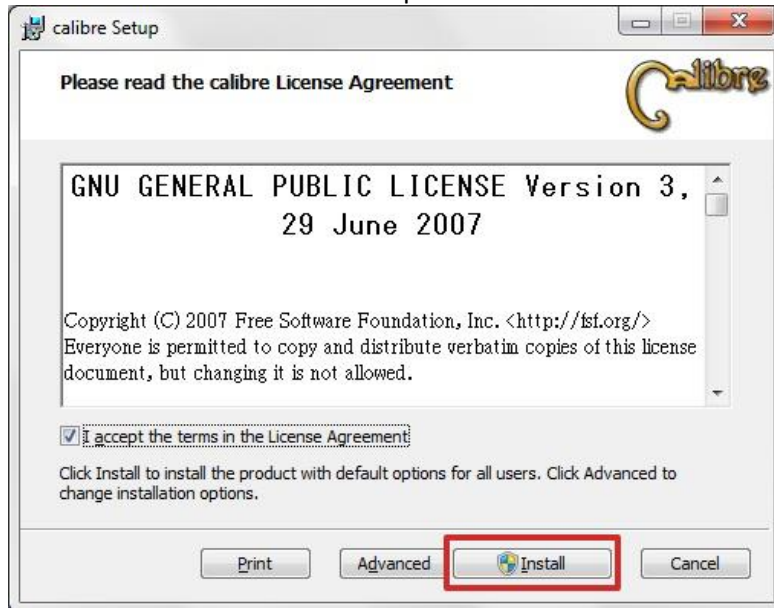 calibre Setup
Please read the calibre License Agreement
Calibre
GNU GENERAL PUBLIC LICENSE Version 3,
29 June 2007
Copyright (C) 2007 Free Software Foundation, Inc. <http://fsf.org/>
Everyone is permitted to copy and distribute verbatim copies of this license
document, but changing it is not allowed.
I accept the terms in the License Agreement
Click Install to install the product with default options for all users. Click Advanced to
change installation options.
Print Advanced Install Cancel